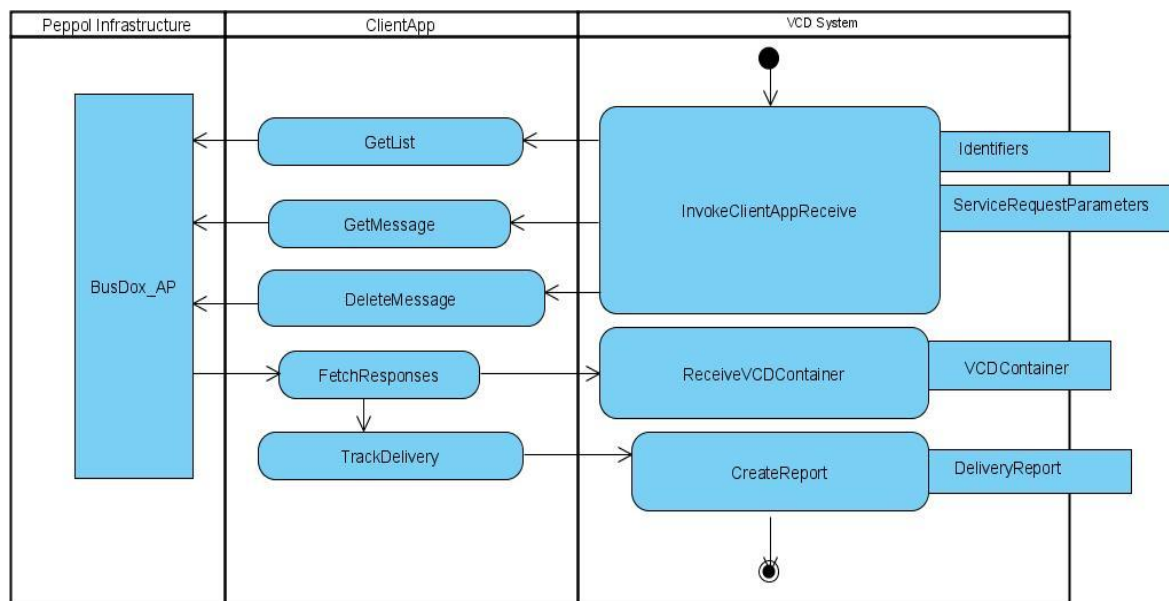 Peppol Infrastructure
ClientApp
VCD System
GetList
Identifiers
InvokeClientAppReceive
ServiceRequestParameters
GetMessage
BusDox_AP
DeleteMessage
FetchResponses
ReceiveVCDContainer
VCDContainer
TrackDelivery
CreateReport
DeliveryReport